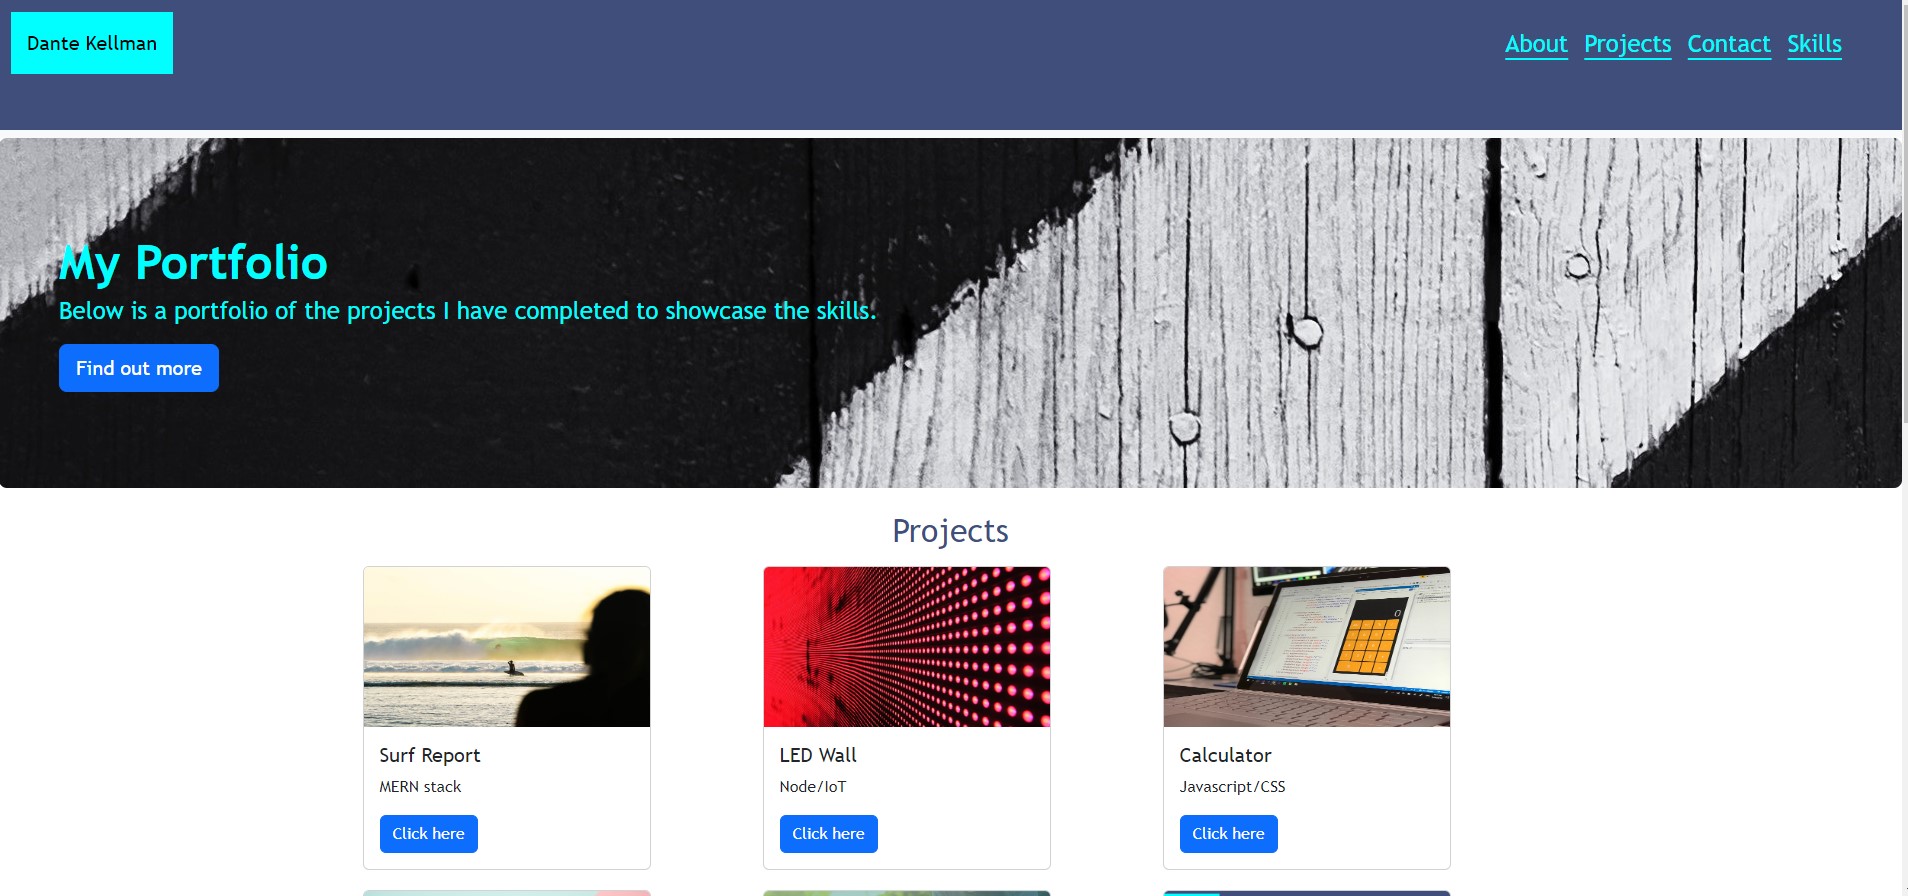 Dante Kellman
About Projects Contact Skills
My Portfolio
Below is a portfolio of the projects I have completed to showcase the skills.
Find out more
Projects
Surf Report
MERN stack
Click here
LED Wall
Node/IoT
Click here
0
Calculator
Javascript/CSS
Click here